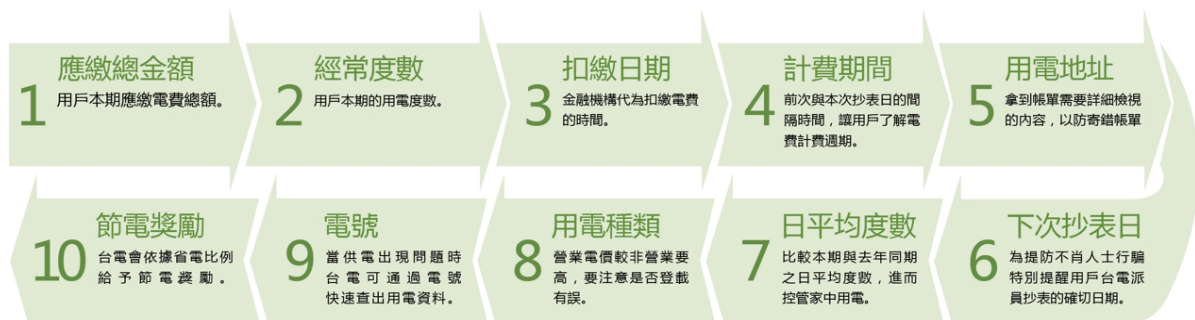 1
應繳總金額
用戶本期應繳電費總額。
2
經常度數
用戶本期的用電度數。
3
扣繳日期
金融機構代為扣繳電費
的時間。
4
計費期間
前次與本次抄表日的間
隔時間，讓用戶了解電
費計費週期。
5
用電地址
拿到帳單需要詳細檢視
的內容，以防寄錯帳單
6
下次抄表日
為提防不肖人士行騙
特別提醒用戶台電派
員抄表的確切日期。
7
日平均度數
比較本期與去年同期
之日平均度數，進而
控管家中用電。
8
用電種類
營業電價較非營業要
高，要注意是否登載
有誤。
9
電號
當供電出現問題時
台電可通過電號
快速查出用電資料。
10
節電獎勵
台電會依據省電比例
給予節電獎勵。